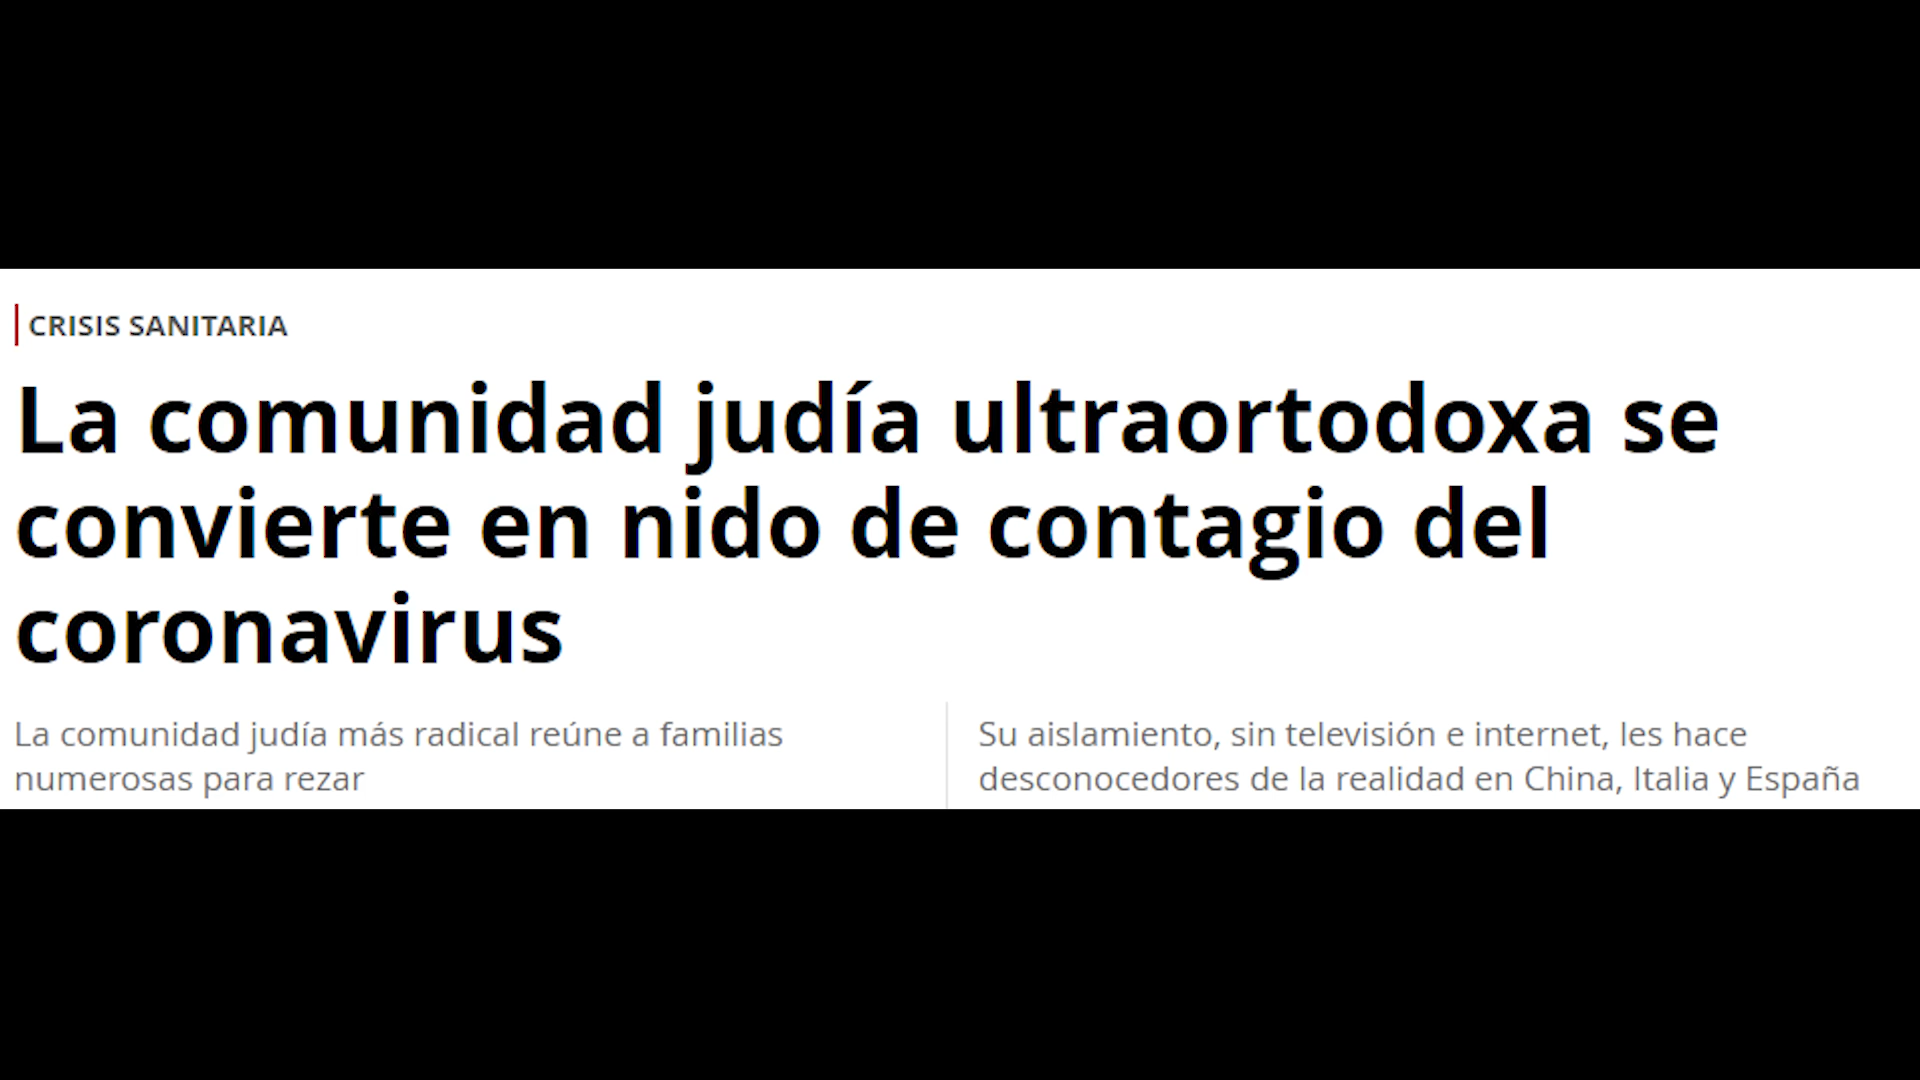 CRISIS SANITARIA
La comunidad judía ultraortodoxa se
convierte en nido de contagio del
coronavirus
La comunidad judía más radical reúne a familias
numerosas para rezar
Su aislamiento, sin televisión e internet, les hace
desconocedores de la realidad en China, Italia y España